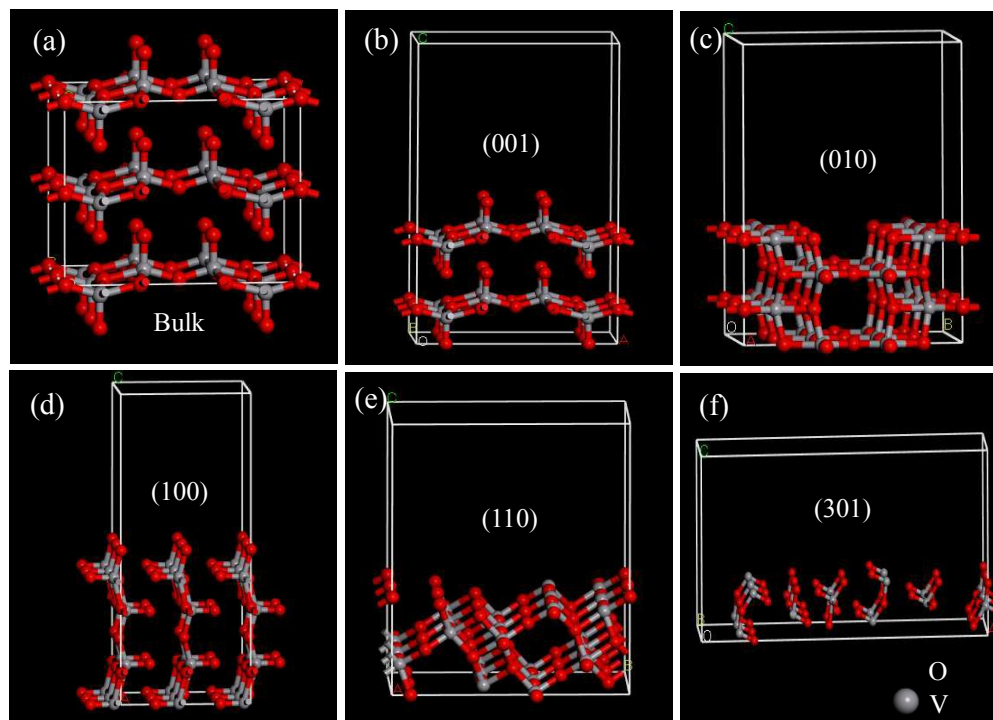 (a)
Bulk
(b)
C
(001)
B
O
A
(c)
C
(010)
O
A
B
(d)
C
(100)
A
(e)
C
(110)
A
B
(f)
C
(301)
B
O
O
V